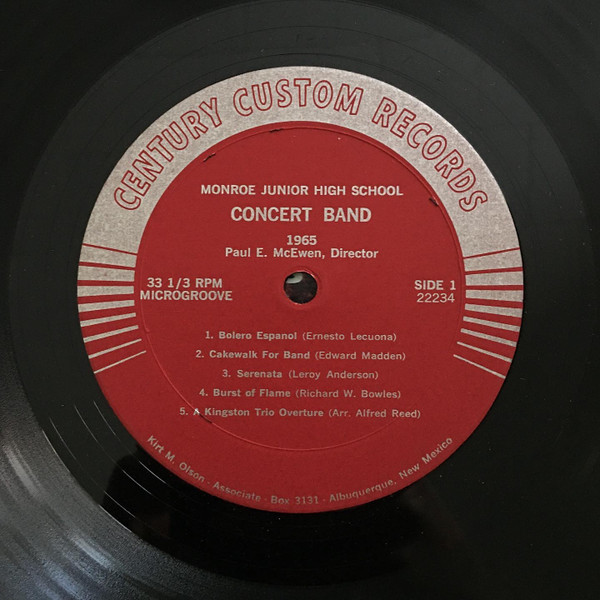 CENTURY CUSTOM RECORDS
MONROE JUNIOR HIGH SCHOOL
CONCERT BAND
1965
Paul E. McEwen, Director
33 1/3 RPM
MICROGROOVE
SIDE 1
22234
1. Bolero Espanol (Ernesto Lecuona)
2. Cakewalk For Band (Edward Madden)
3. Serenata (Leroy Anderson)
4. Burst of Flame (Richard W. Bowles)
5. A Kingston Trio Overture (Arr. Alfred Reed)
Kirt M. Olson - Associate - Box 3131 - Albuquerque, New Mexico